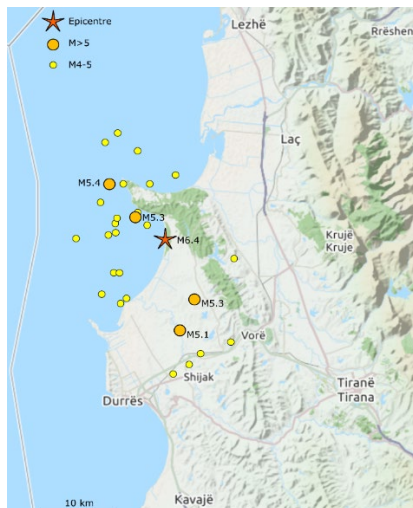 Epicentre
M>5
M4-5
Lezhë
Rrëshen
Laç
M5.4
M5.3
M6.4
Krujë
Kruje
M5.3
M5.1
Vorë
Shijak
Tiranë
Tirana
Durrës
10 km
Kavajë